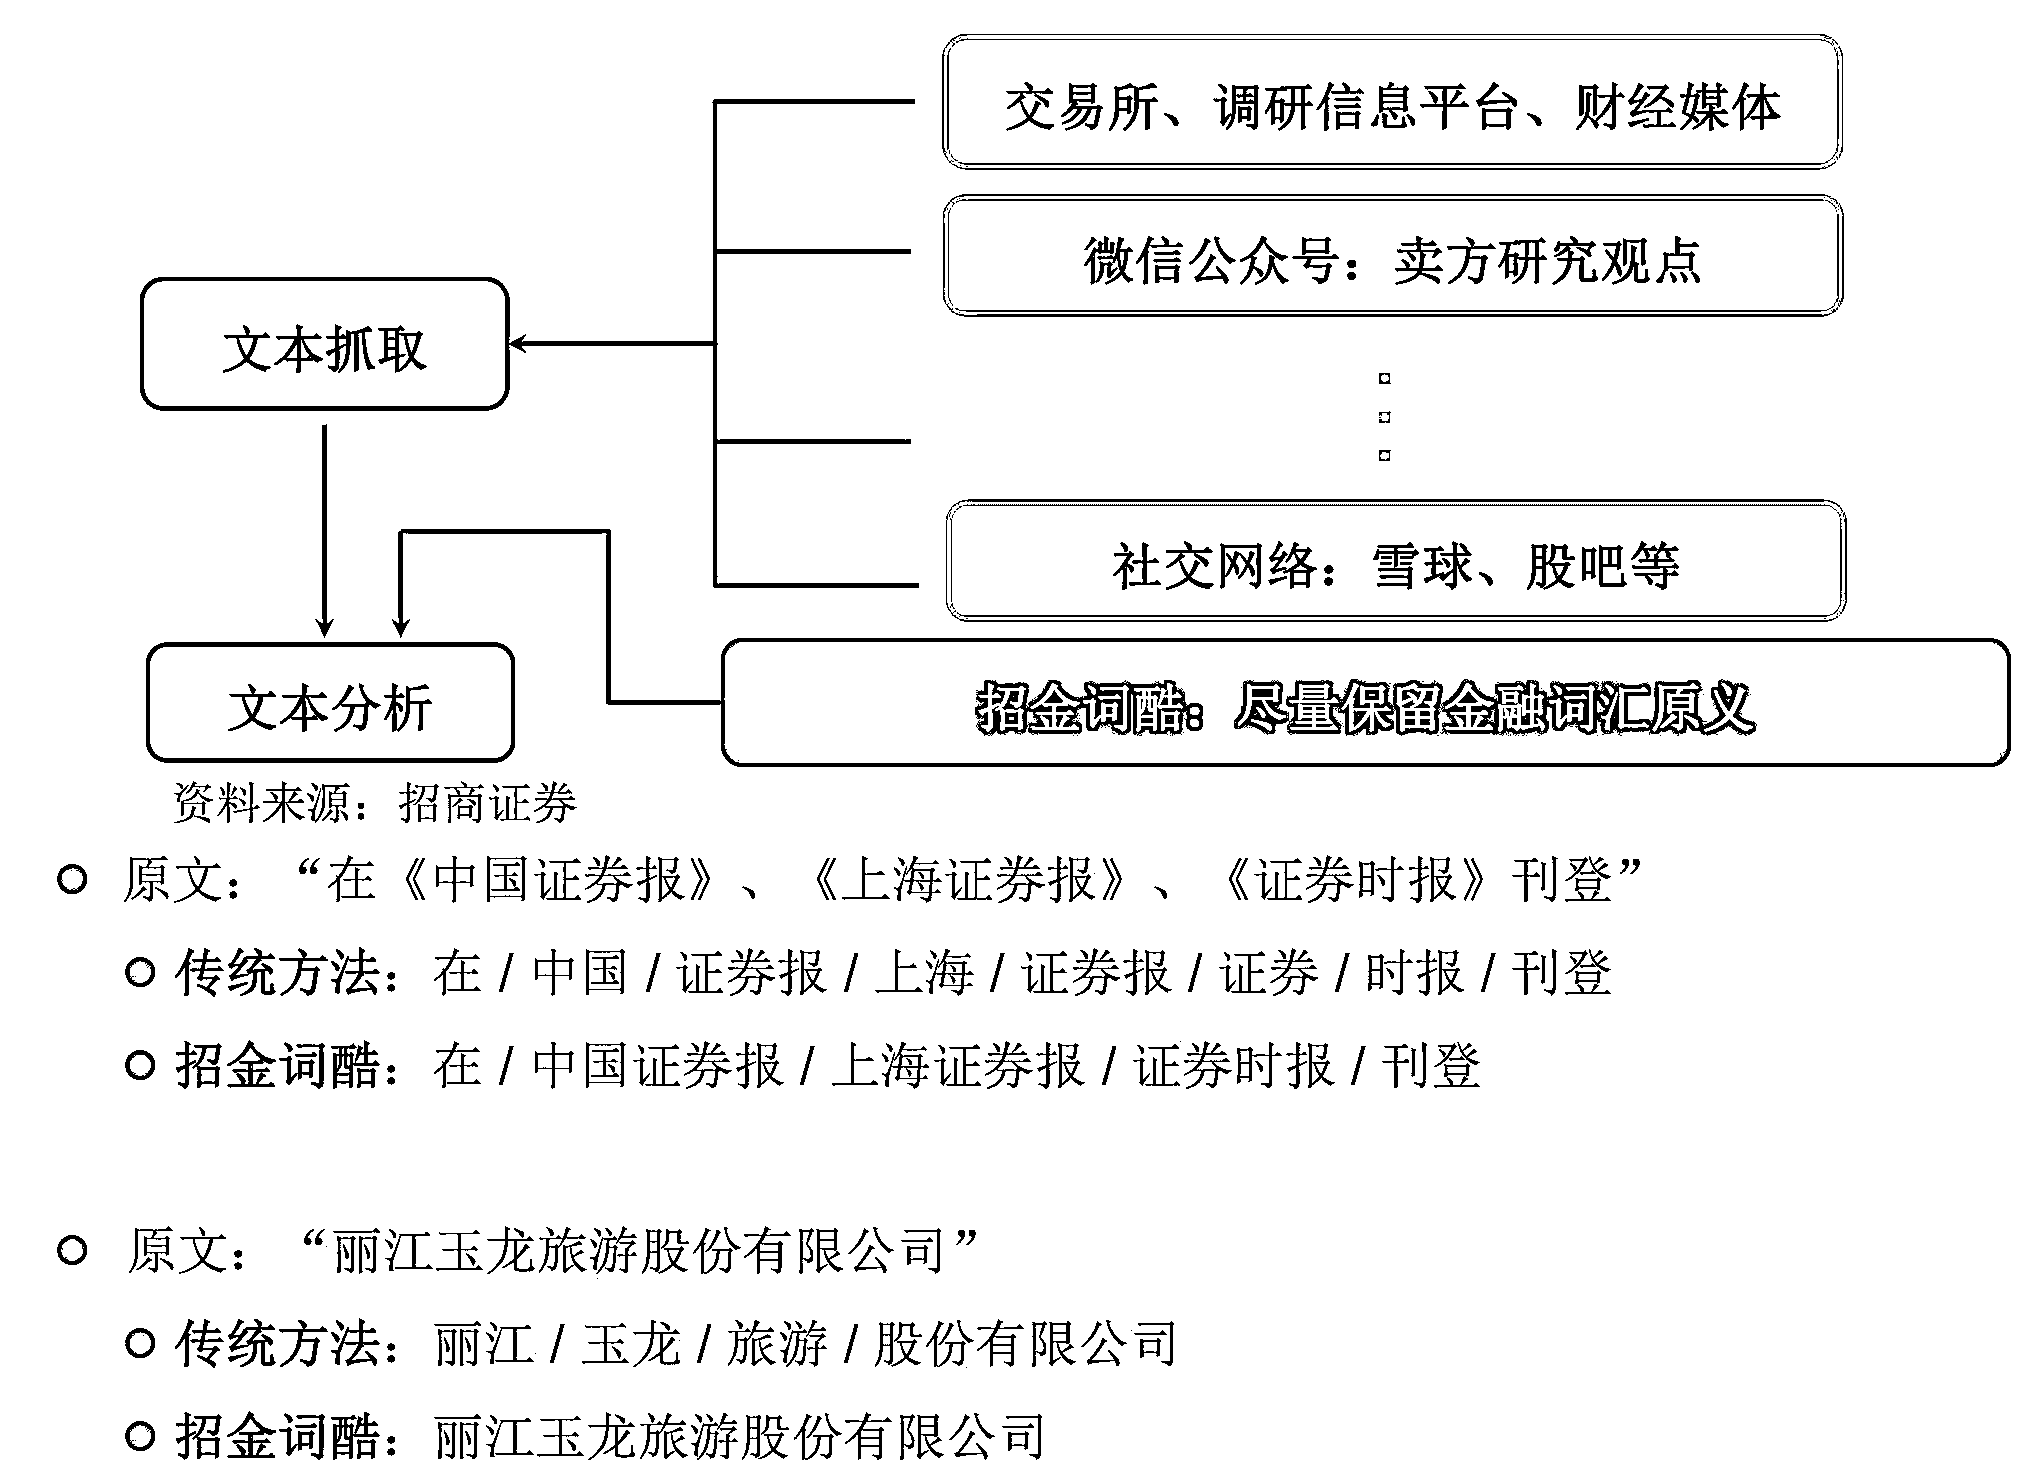 交易所、调研信息平台、财经媒体
微信公众号：卖方研究观点
文本抓取
社交网络：雪球、股吧等
文本分析
招金词酷：尽量保留金融词汇原义
资料来源：招商证券
原文：“在《中国证券报》、《上海证券报》、《证券时报》刊登”
传统方法：在 / 中国 / 证券报 / 上海 / 证券报 / 证券 / 时报 / 刊登
招金词酷：在 / 中国证券报 / 上海证券报 / 证券时报 / 刊登
原文：“丽江玉龙旅游股份有限公司”
传统方法：丽江 / 玉龙 / 旅游 / 股份有限公司
招金词酷：丽江玉龙旅游股份有限公司